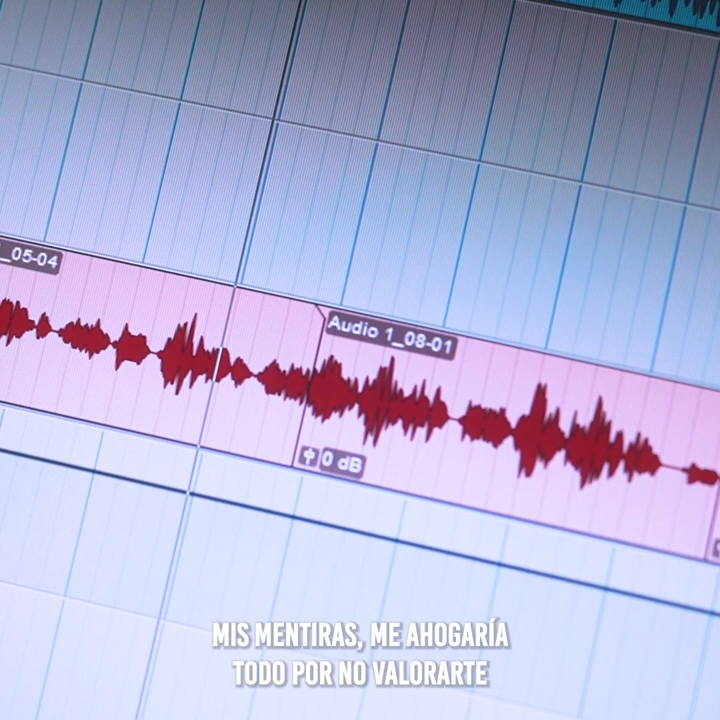 _05-04
Audio 1_08-01
0 dB
MIS MENTIRAS, ME AHOGARÍA
TODO POR NO VALORARTE